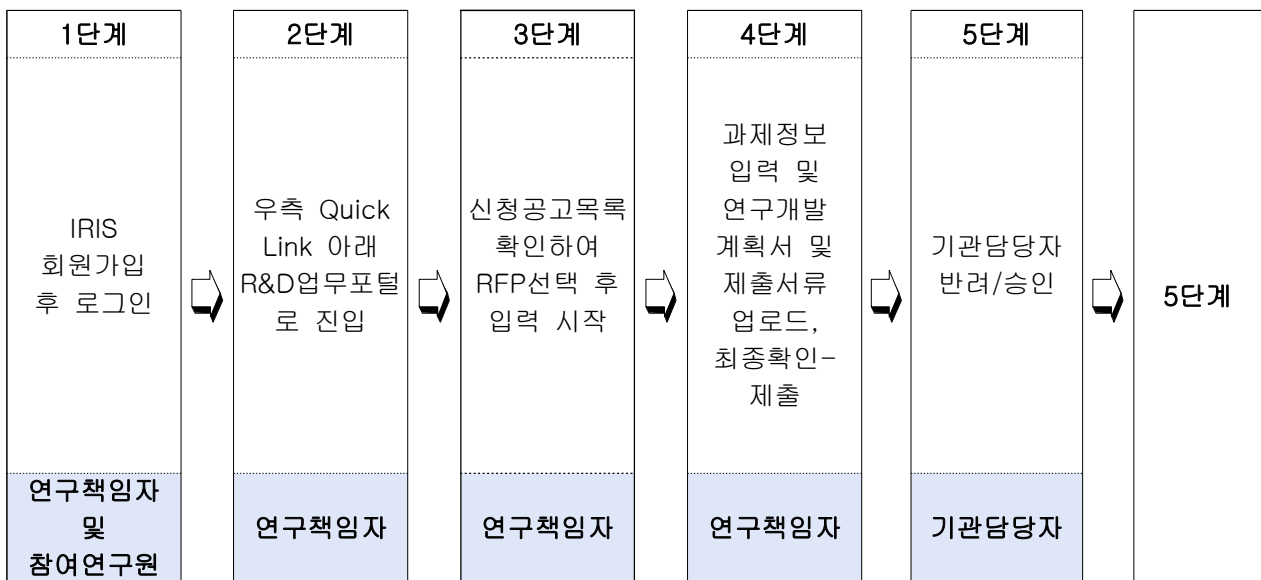 1단계
IRIS
회원가입
후 로그인
연구책임자
및
참여연구원
2단계
우측 Quick
Link 아래
R&D업무포털
로 진입
연구책임자
3단계
신청공고목록
확인하여
RFP선택 후
입력 시작
연구책임자
4단계
과제정보
입력 및
연구개발
계획서 및
제출서류
업로드,
최종확인-
제출
연구책임자
5단계
기관담당자
반려/승인
기관담당자
5단계